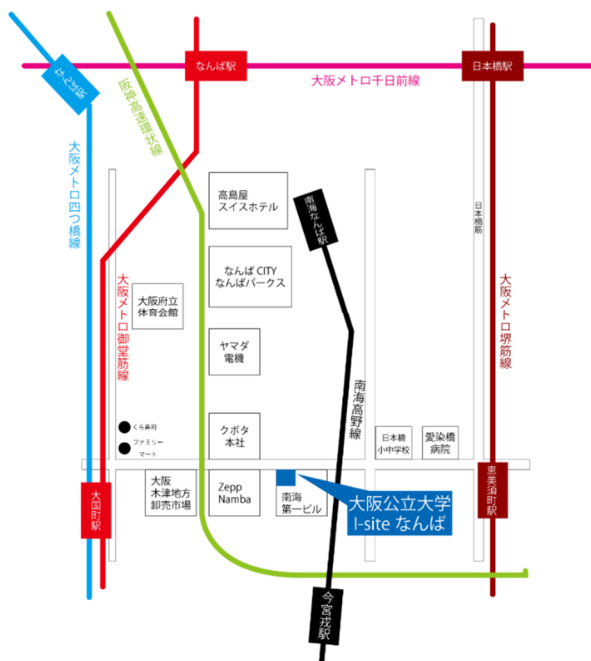 なんば駅
なんば駅
日本橋駅
大阪メトロ千日前線
阪神高速環状線
大阪メトロ四つ橋線
高島屋
スイスホテル
南海なんば駅
日本橋筋
なんば CITY
なんばパークス
大阪府立
体育会館
大阪メトロ御堂筋線
大阪メトロ堺筋線
ヤマダ
電機
南海高野線
くら寿司
ファミリー
マート
クボタ
本社
日本橋
小中学校
愛染橋
病院
大国町駅
大阪
木津地方
卸売市場
Zepp
Namba
南海
第一ビル
大阪公立大学
I-site なんば
恵美須町駅
今宮戎駅